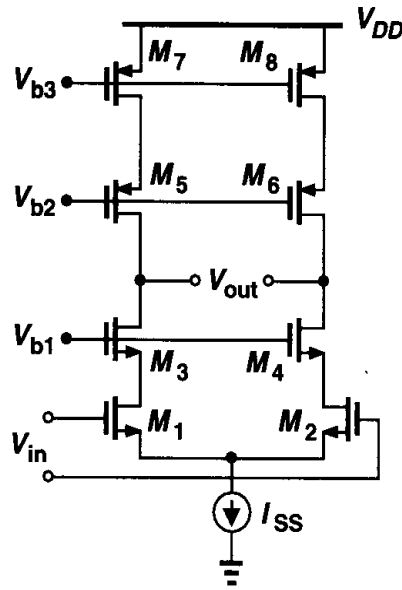 V_DD
M_7
M_8
V_b3
M_5
M_6
V_b2
V_out
V_b1
M_3
M_4
M_1
M_2
V_in
I_SS